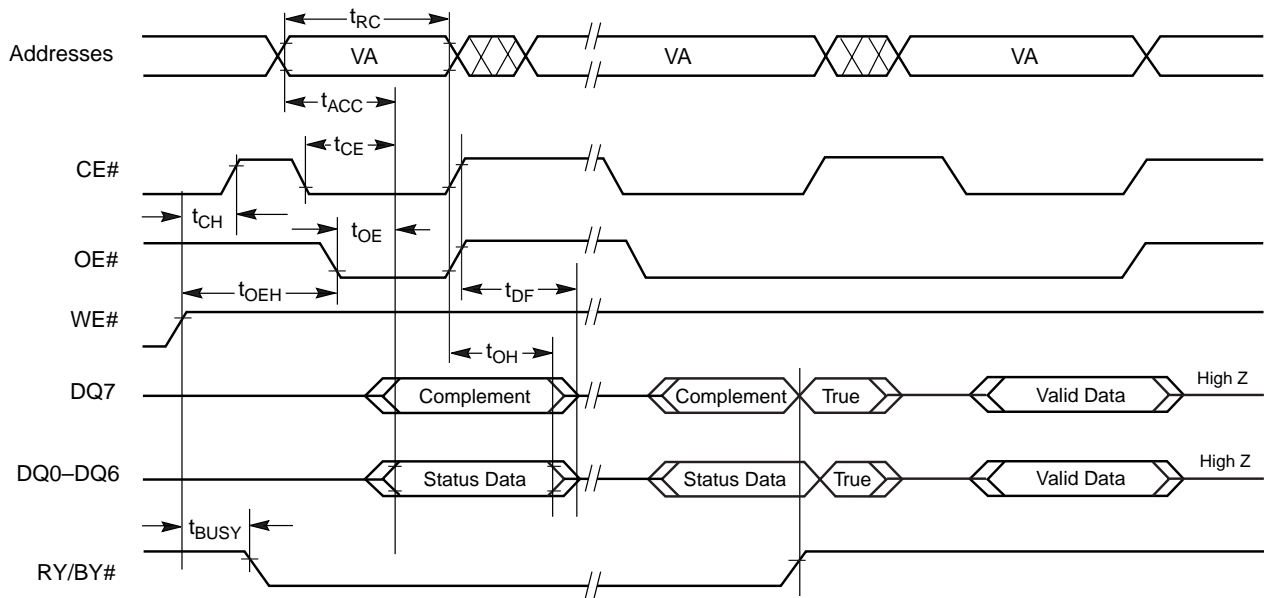 tRC
Addresses VA VA VA
tACC
tCE
CE#
tCH tOE
OE#
tOEH tDF
WE#
tOH
DQ7 Complement Complement True Valid Data High Z
DQ0–DQ6 Status Data Status Data True Valid Data High Z
tBUSY
RY/BY#